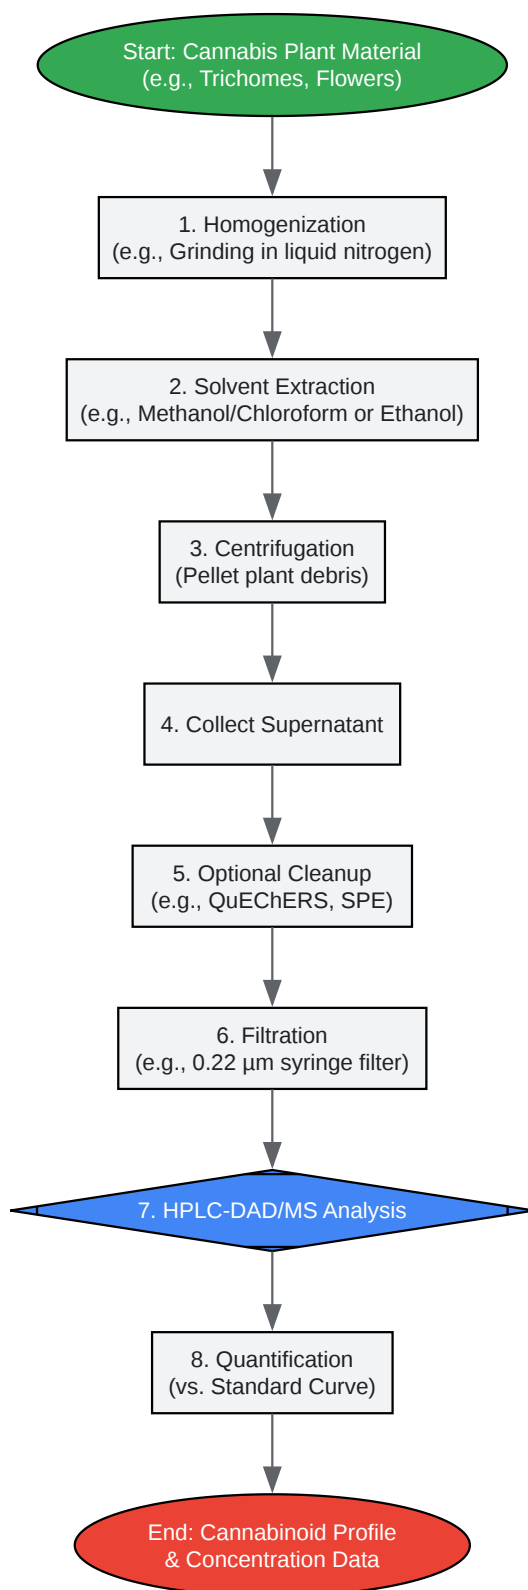 Start: Cannabis Plant Material
(e.g., Trichomes, Flowers)
1. Homogenization
(e.g., Grinding in liquid nitrogen)
2. Solvent Extraction
(e.g., Methanol/Chloroform or Ethanol)
3. Centrifugation
(Pellet plant debris)
4. Collect Supernatant
5. Optional Cleanup
(e.g., QuEChERS, SPE)
6. Filtration
(e.g., 0.22 µm syringe filter)
7. HPLC-DAD/MS Analysis
8. Quantification
(vs. Standard Curve)
End: Cannabinoid Profile
& Concentration Data